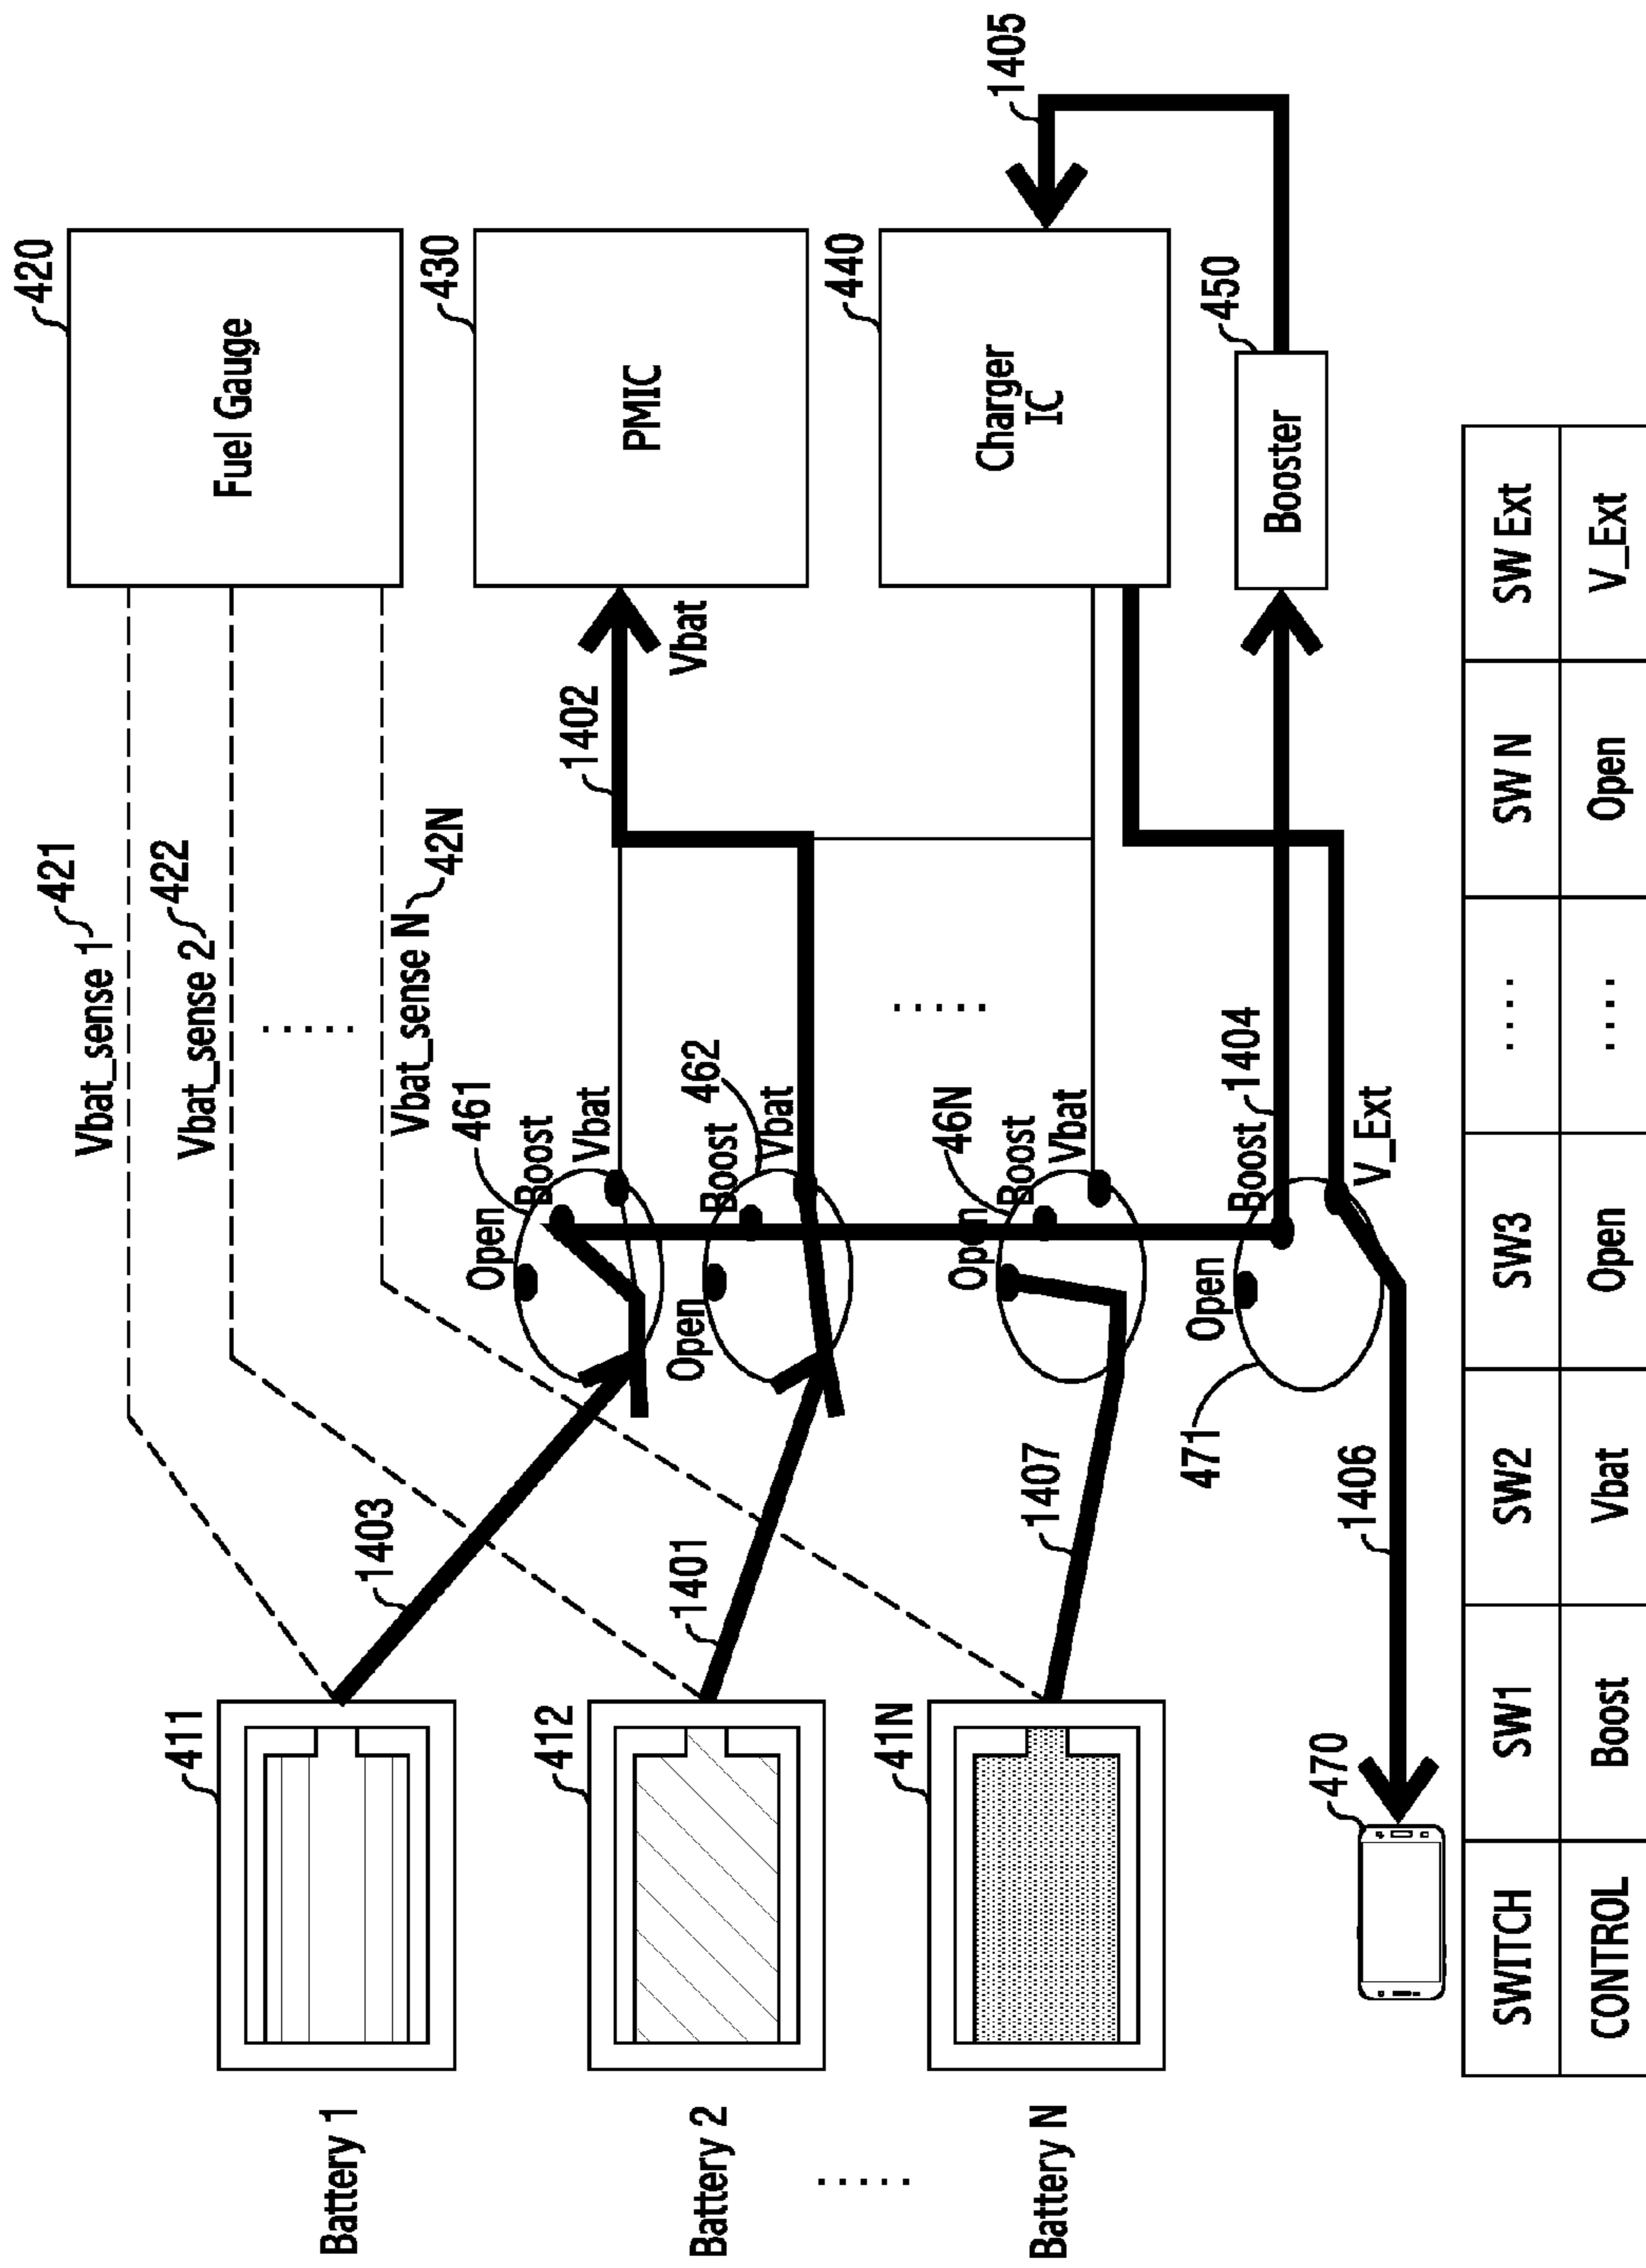 Battery 1
411
1403
Vbat_sense 1
421
420
Fuel Gauge
Vbat_sense 2
422
Vbat_sense N
42N
461
Open
Boost
Vbat
Battery 2
412
1401
462
Open
Boost
Vbat
1402
Vbat
430
PMIC
.....
.....
.....
Battery N
41N
1407
46N
Open
Boost
Vbat
440
Charger
IC
1405
470
1406
471
Open
Boost
1404
V_Ext
450
Booster
SWITCH SW1 SW2 SW3 .... SW N SW Ext
CONTROL Boost Vbat Open .... Open V_Ext